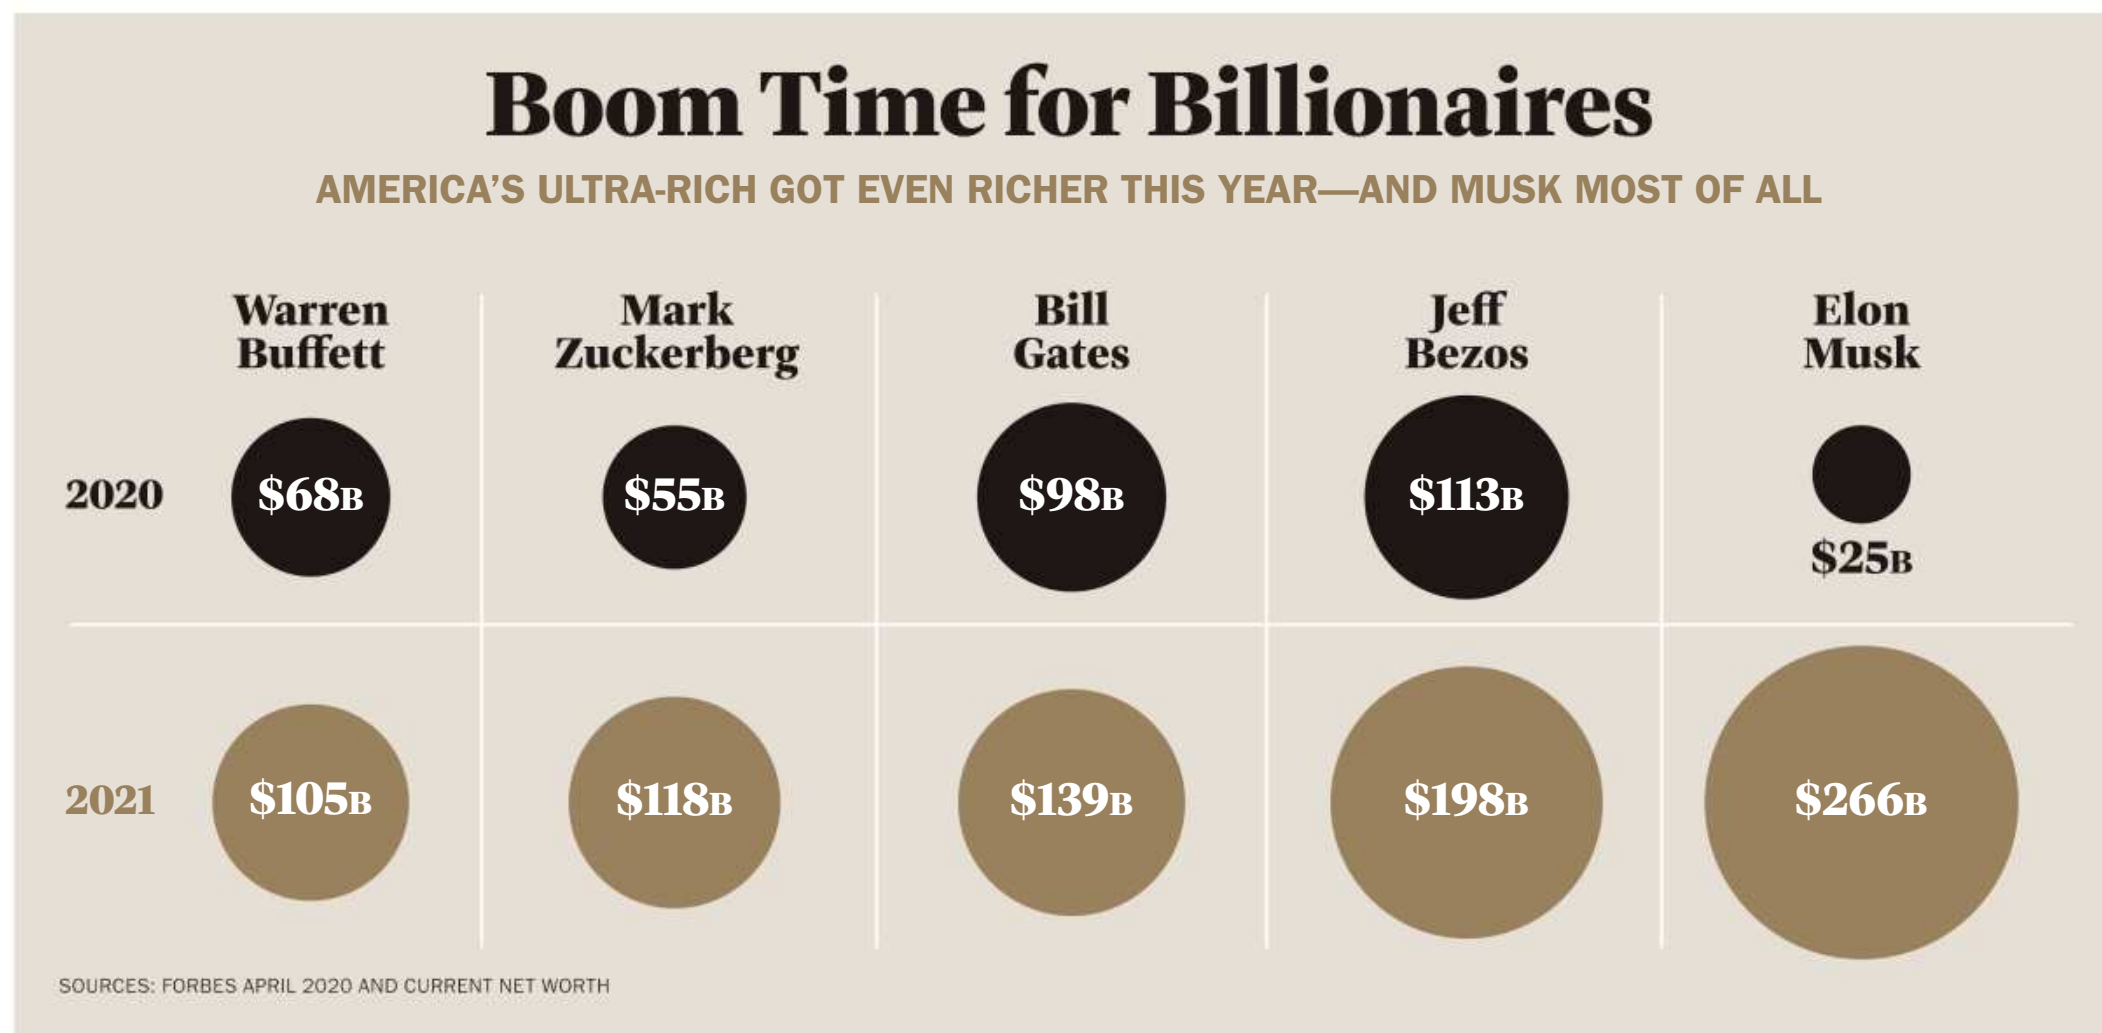 Boom Time for Billionaires
AMERICA'S ULTRA-RICH GOT EVEN RICHER THIS YEAR—AND MUSK MOST OF ALL
Warren
Buffett
Mark
Zuckerberg
Bill
Gates
Jeff
Bezos
Elon
Musk
2020
$68B
$55B
$98B
$113B
$25B
2021
$105B
$118B
$139B
$198B
$266B
SOURCES: FORBES APRIL 2020 AND CURRENT NET WORTH